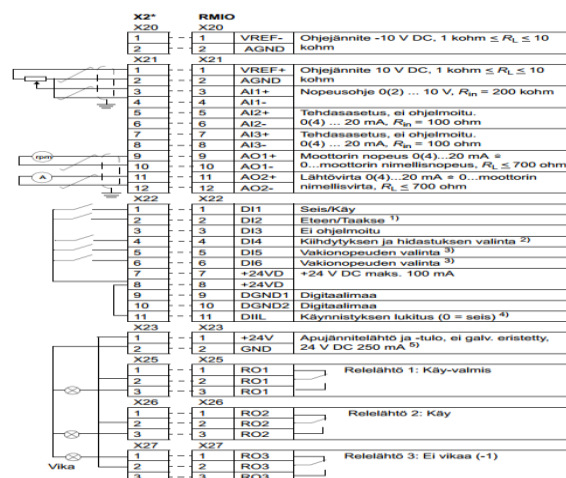 X2* RMIO
X20 X20
1 1 VREF- Ohjejännite -10 V DC, 1 kohm ≤ RL ≤ 10
2 2 AGND kohm
X21 X21
1 1 VREF+ Ohjejännite 10 V DC, 1 kohm ≤ RL ≤ 10
2 2 AGND kohm
3 3 AI1+ Nopeusohje 0(2) ... 10 V, Rin = 200 kohm
4 4 AI1-
5 5 AI2+ Tehdasasetus, ei ohjelmoitu.
6 6 AI2- 0(4) ... 20 mA, Rin = 100 ohm
7 7 AI3+ Tehdasasetus, ei ohjelmoitu.
8 8 AI3- 0(4) ... 20 mA, Rin = 100 ohm
rpm 9 9 AO1+ Moottorin nopeus 0(4)...20 mA ≙
10 10 AO1- 0...moottorin nimellisnopeus, RL ≤ 700 ohm
A 11 11 AO2+ Lähtövirta 0(4)...20 mA ≙ 0...moottorin
12 12 AO2- nimellisvirta, RL ≤ 700 ohm
X22 X22
1 1 DI1 Seis/Käy
2 2 DI2 Eteen/Taakse 1)
3 3 DI3 Ei ohjelmoitu
4 4 DI4 Kiihdytyksen ja hidastuksen valinta 2)
5 5 DI5 Vakionopeuden valinta 3)
6 6 DI6 Vakionopeuden valinta 3)
7 7 +24VD +24 V DC maks. 100 mA
8 8 +24VD
9 9 DGND1 Digitaalimaa
10 10 DGND2 Digitaalimaa
11 11 DIIL Käynnistyksen lukitus (0 = seis) 4)
X23 X23
1 1 +24V Apujännitelähtö ja -tulo, ei galv. eristetty,
2 2 GND 24 V DC 250 mA 5)
X25 X25
1 1 RO1 Relelähtö 1: Käy-valmis
2 2 RO1
3 3 RO1
X26 X26
1 1 RO2 Relelähtö 2: Käy
2 2 RO2
3 3 RO2
X27 X27
1 1 RO3 Relelähtö 3: Ei vikaa (-1)
Vika 2 2 RO3
3 3 RO3